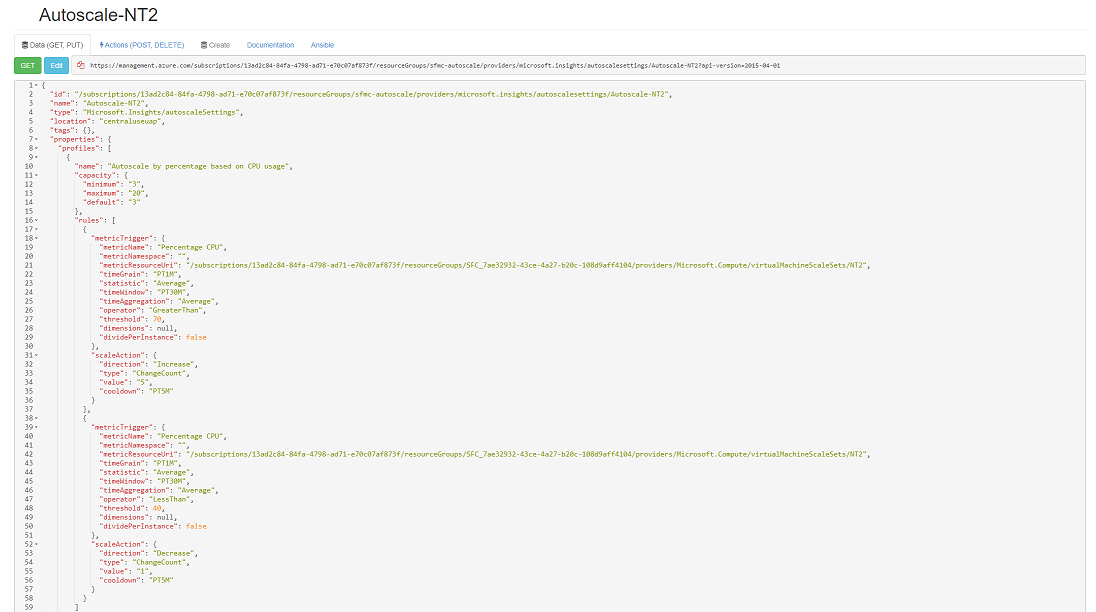 Autoscale-NT2
Data (GET, PUT) Actions (POST, DELETE) Create Documentation Ansible
GET Edit https://management.azure.com/subscriptions/13ad2c84-84fa-4798-ad71-e70c07af873f/resourceGroups/sfmc-autoscale/providers/microsoft.insights/autoscalesettings/Autoscale-NT2?api-version=2015-04-01
1 {
2 "id": "/subscriptions/13ad2c84-84fa-4798-ad71-e70c07af873f/resourceGroups/sfmc-autoscale/providers/microsoft.insights/autoscalesettings/Autoscale-NT2",
3 "name": "Autoscale-NT2",
4 "type": "Microsoft.Insights/autoscaleSettings",
5 "location": "centraluseuap",
6 "tags": {},
7 "properties": {
8 "profiles": [
9 {
10 "name": "Autoscale by percentage based on CPU usage",
11 "capacity": {
12 "minimum": "3",
13 "maximum": "20",
14 "default": "3"
15 },
16 "rules": [
17 {
18 "metricTrigger": {
19 "metricName": "Percentage CPU",
20 "metricNamespace": "",
21 "metricResourceUri": "/subscriptions/13ad2c84-84fa-4798-ad71-e70c07af873f/resourceGroups/SFC_7ae32932-43ce-4a27-b20c-108d9aff4104/providers/Microsoft.Compute/virtualMachineScaleSets/NT2",
22 "timeGrain": "PT1M",
23 "statistic": "Average",
24 "timeWindow": "PT30M",
25 "timeAggregation": "Average",
26 "operator": "GreaterThan",
27 "threshold": 70,
28 "dimensions": null,
29 "dividePerInstance": false
30 },
31 "scaleAction": {
32 "direction": "Increase",
33 "type": "ChangeCount",
34 "value": "5",
35 "cooldown": "PT5M"
36 }
37 },
38 {
39 "metricTrigger": {
40 "metricName": "Percentage CPU",
41 "metricNamespace": "",
42 "metricResourceUri": "/subscriptions/13ad2c84-84fa-4798-ad71-e70c07af873f/resourceGroups/SFC_7ae32932-43ce-4a27-b20c-108d9aff4104/providers/Microsoft.Compute/virtualMachineScaleSets/NT2",
43 "timeGrain": "PT1M",
44 "statistic": "Average",
45 "timeWindow": "PT30M",
46 "timeAggregation": "Average",
47 "operator": "LessThan",
48 "threshold": 40,
49 "dimensions": null,
50 "dividePerInstance": false
51 },
52 "scaleAction": {
53 "direction": "Decrease",
54 "type": "ChangeCount",
55 "value": "1",
56 "cooldown": "PT5M"
57 }
58 }
59 ]